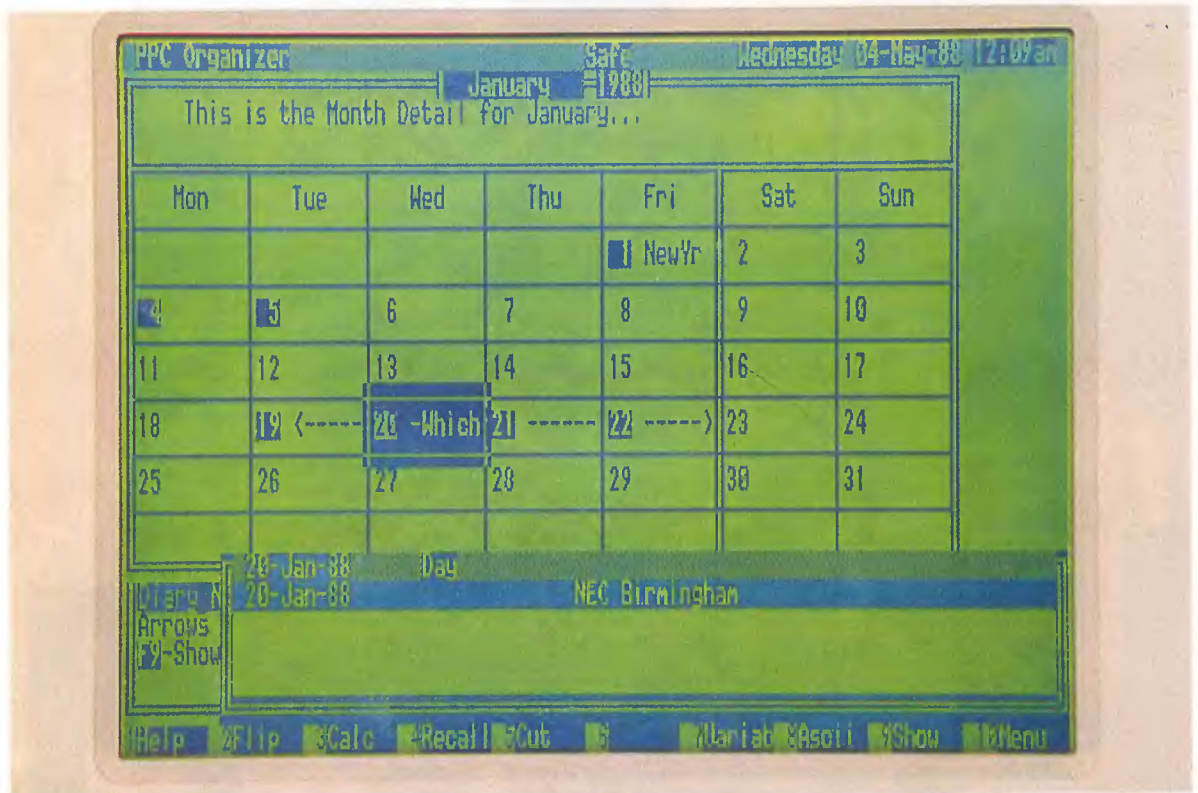 PPC Organizer Safe Wednesday 04-May-88 12:09am
January 1988
This is the Month Detail for January...
Mon Tue Wed Thu Fri Sat Sun
1 NewYr 2 3
4 5 6 7 8 9 10
11 12 13 14 15 16 17
18 19 <----- 20 -Which 21 ------ 22 -----> 23 24
25 26 27 28 29 30 31
20-Jan-88 Day
Diary N 20-Jan-88 NEC Birmingham
Arrows
F9-Show
1Help 2Flip 3Calc 4Recall 5Cut 6 7Variab 8Ascii 9Show 10Menu